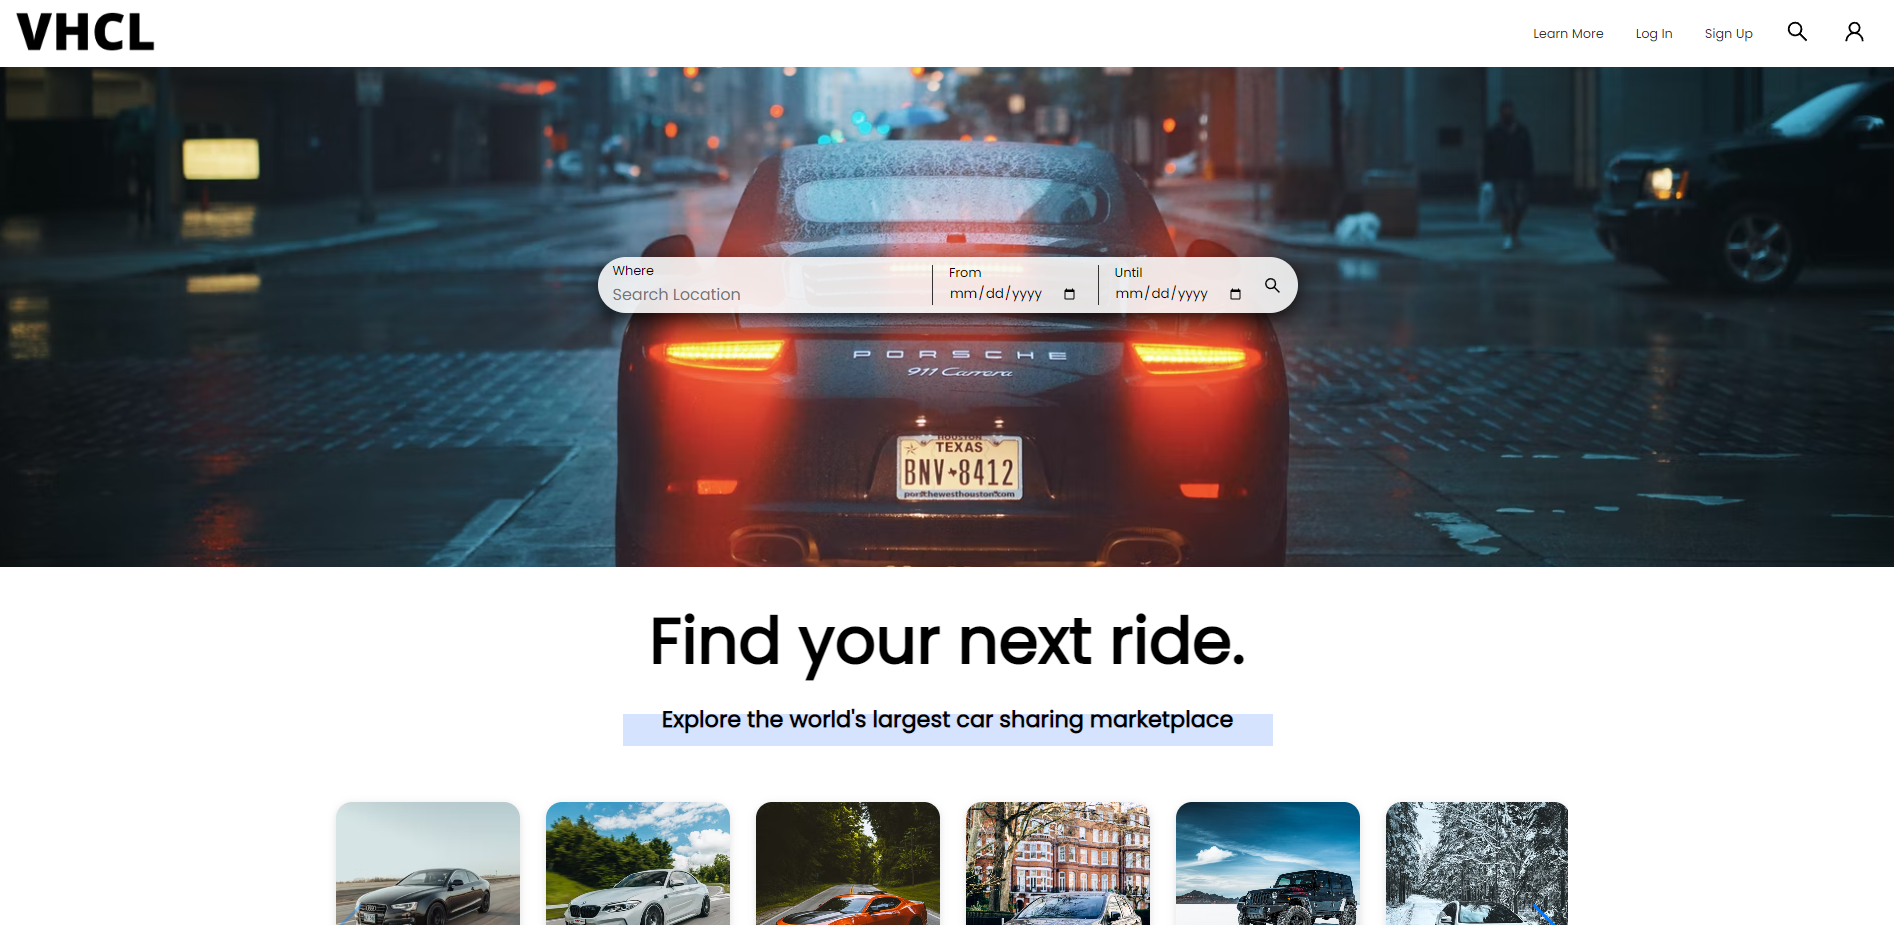 VHCL
Learn More
Log In
Sign Up
Where
Search Location
From
mm/dd/yyyy
Until
mm/dd/yyyy
PORSCHE
911 Carrera
HOUSTON
TEXAS
BNV 8412
porschewesthouston.com
Find your next ride.
Explore the world's largest car sharing marketplace